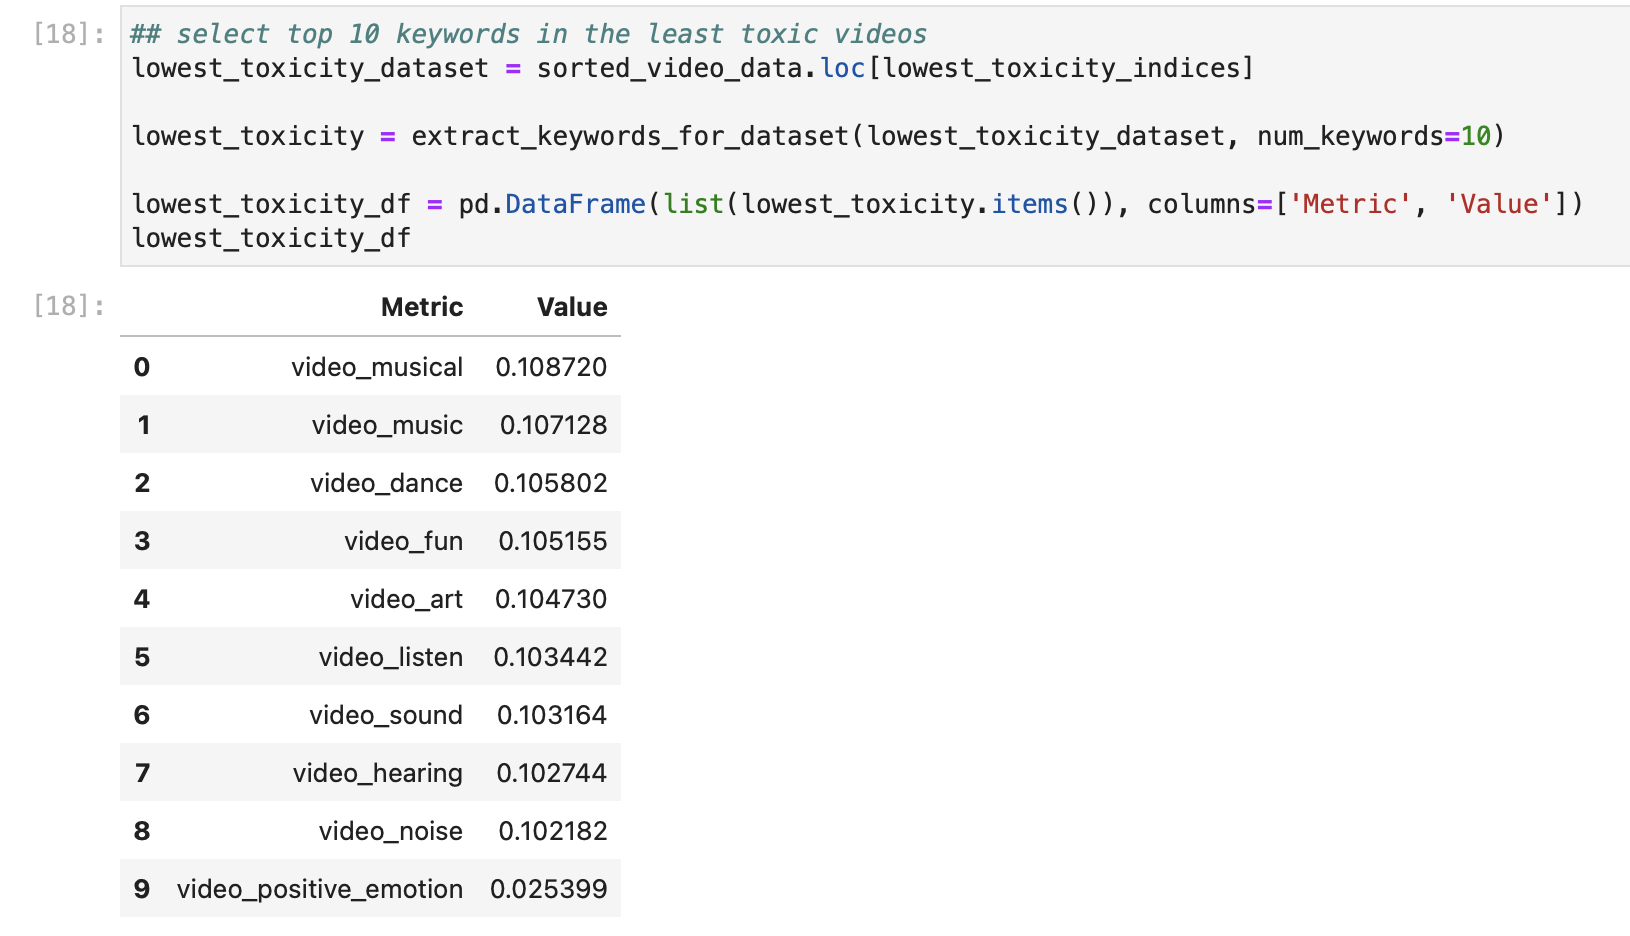 [18]: ## select top 10 keywords in the least toxic videos
lowest_toxicity_dataset = sorted_video_data.loc[lowest_toxicity_indices]
lowest_toxicity = extract_keywords_for_dataset(lowest_toxicity_dataset, num_keywords=10)
lowest_toxicity_df = pd.DataFrame(list(lowest_toxicity.items()), columns=['Metric', 'Value'])
lowest_toxicity_df
[18]: Metric Value
0 video_musical 0.108720
1 video_music 0.107128
2 video_dance 0.105802
3 video_fun 0.105155
4 video_art 0.104730
5 video_listen 0.103442
6 video_sound 0.103164
7 video_hearing 0.102744
8 video_noise 0.102182
9 video_positive_emotion 0.025399